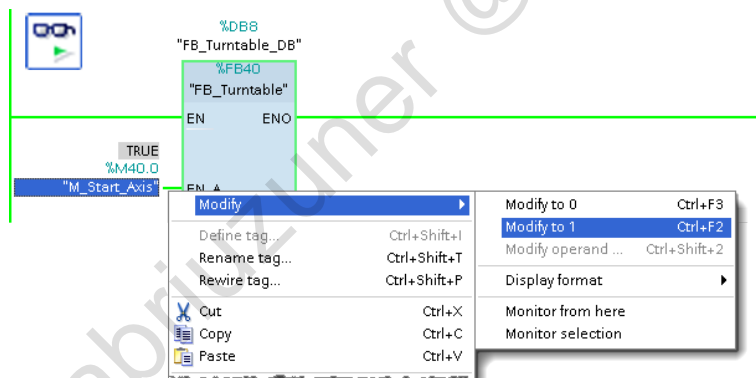 %DB8
"FB_Turntable_DB"
%FB40
"FB_Turntable"
EN ENO
TRUE
%M40.0
"M_Start_Axis"
EN_A
Modify
Define tag... Ctrl+Shift+I
Rename tag... Ctrl+Shift+T
Rewire tag... Ctrl+Shift+P
Cut Ctrl+X
Copy Ctrl+C
Paste Ctrl+V
Modify to 0 Ctrl+F3
Modify to 1 Ctrl+F2
Modify operand ... Ctrl+Shift+2
Display format
Monitor from here
Monitor selection